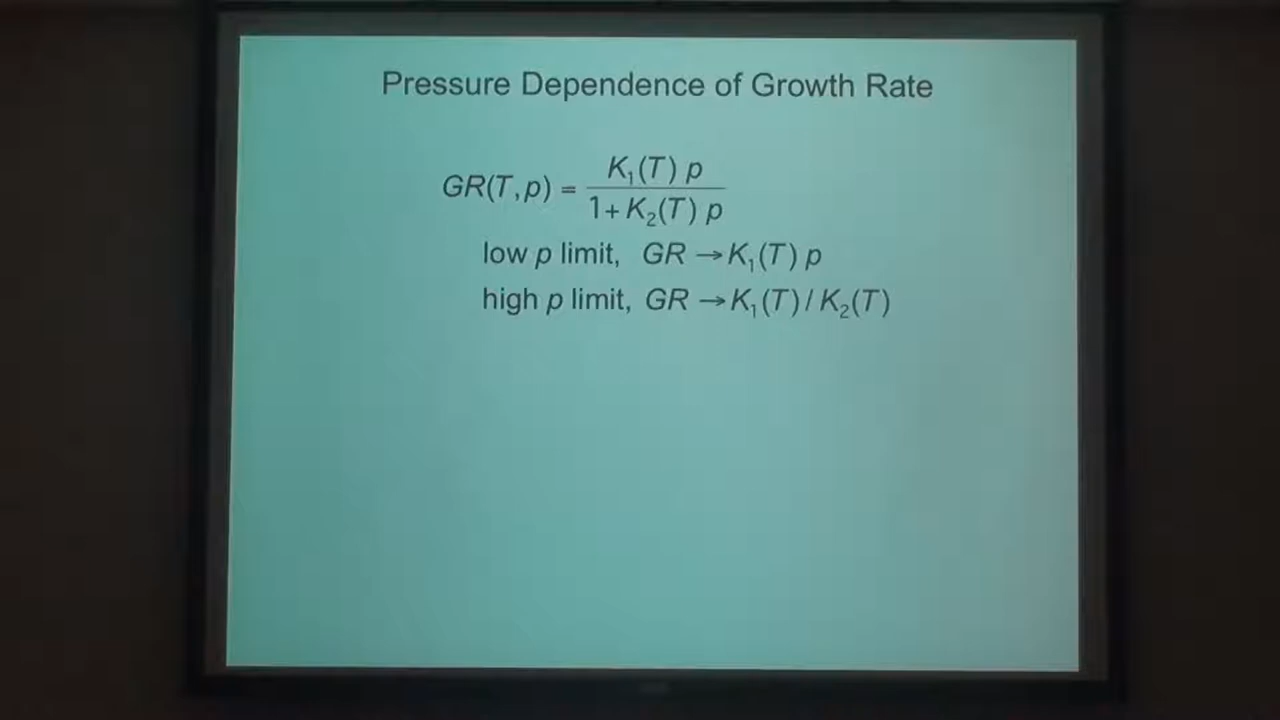 Pressure Dependence of Growth Rate
GR(T,p) = K₁(T) p / 1+ K₂(T) p
low p limit, GR → K₁(T) p
high p limit, GR → K₁(T) / K₂(T)